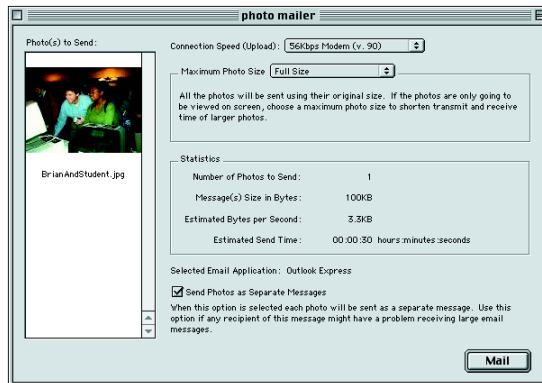 photo mailer
Photo(s) to Send:
BrianAndStudent.jpg
Connection Speed (Upload): 56Kbps Modem (v. 90)
Maximum Photo Size Full Size
All the photos will be sent using their original size. If the photos are only going to
be viewed on screen, choose a maximum photo size to shorten transmit and receive
time of larger photos.
Statistics
Number of Photos to Send: 1
Message(s) Size in Bytes: 100KB
Estimated Bytes per Second: 3.3KB
Estimated Send Time: 00:00:30 hours:minutes:seconds
Selected Email Application: Outlook Express
Send Photos as Separate Messages
When this option is selected each photo will be sent as a separate message. Use this
option if any recipient of this message might have a problem receiving large email
messages.
Mail